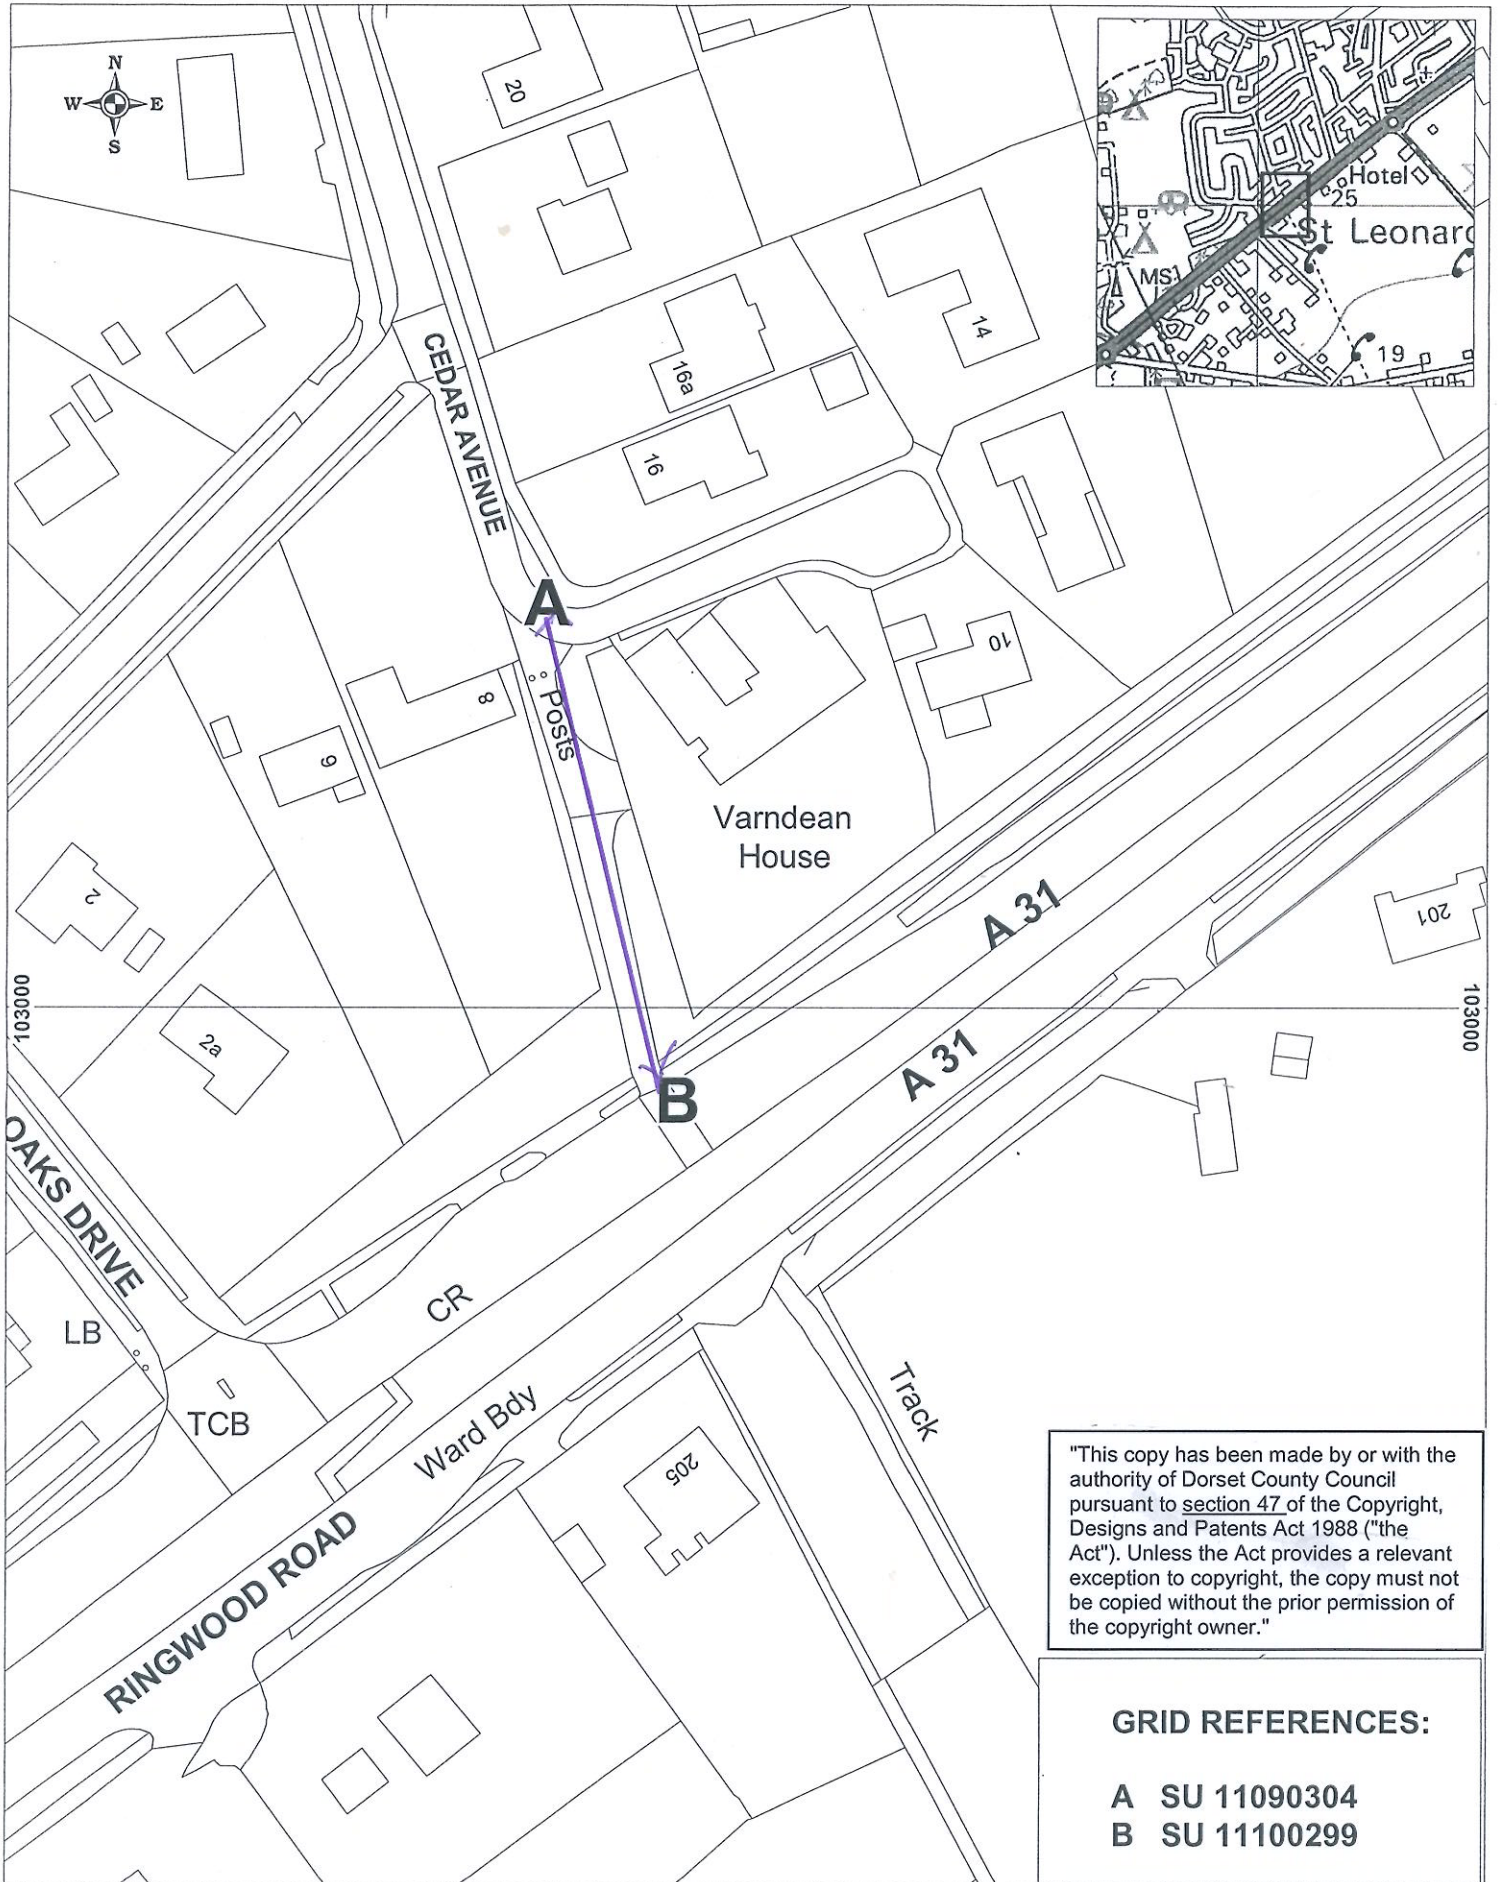 N
W E
S
20
Hotel
25
St Leonard
MS
19
14
16a
CEDAR AVENUE
16
A
10
8
Posts
6
Varndean
House
2
A 31
201
103000
103000
2a
A 31
B
OAKS DRIVE
CR
LB
TCB
Ward Bdy
Track
205
RINGWOOD ROAD
"This copy has been made by or with the
authority of Dorset County Council
pursuant to section 47 of the Copyright,
Designs and Patents Act 1988 ("the
Act"). Unless the Act provides a relevant
exception to copyright, the copy must not
be copied without the prior permission of
the copyright owner."
GRID REFERENCES:
A SU 11090304
B SU 11100299